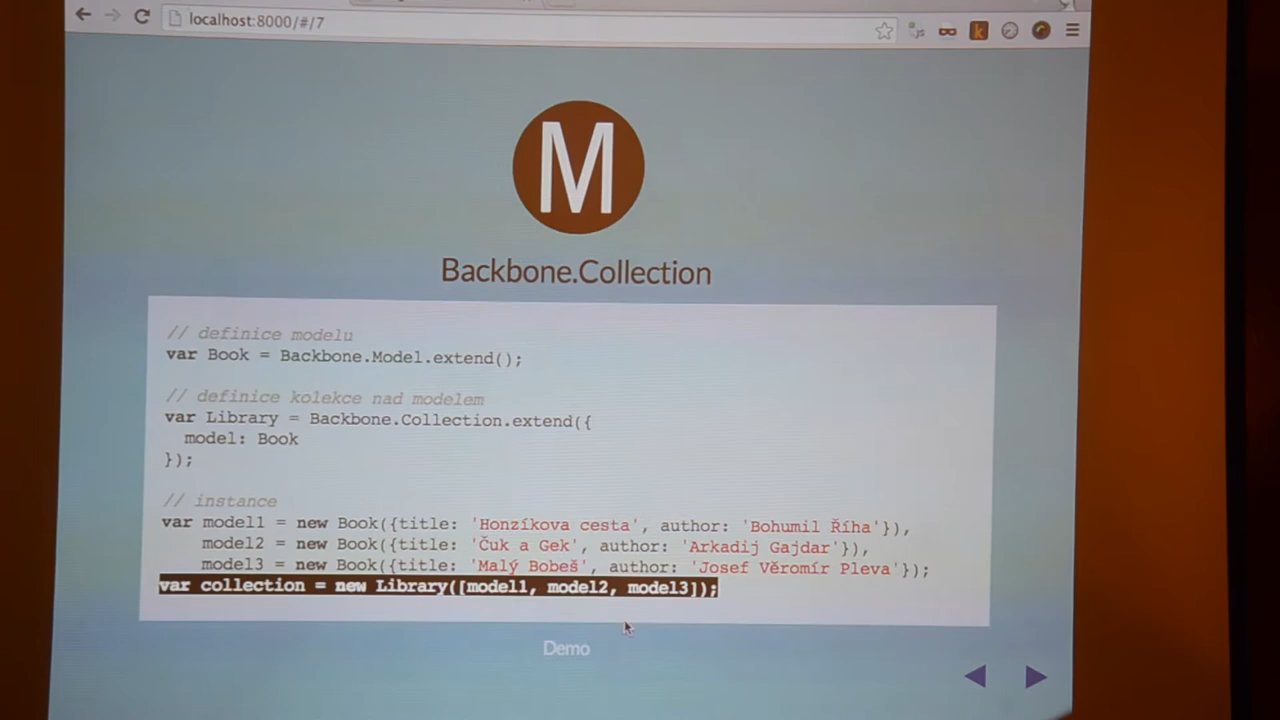 localhost:8000/#/7
M
Backbone.Collection
// definice modelu
var Book = Backbone.Model.extend();
// definice kolekce nad modelem
var Library = Backbone.Collection.extend({
model: Book
});
// instance
var model1 = new Book({title: 'Honzíkova cesta', author: 'Bohumil Říha'}),
model2 = new Book({title: 'Čuk a Gek', author: 'Arkadij Gajdar'}),
model3 = new Book({title: 'Malý Bobeš', author: 'Josef Věromír Pleva'});
var collection = new Library([model1, model2, model3]);
Demo